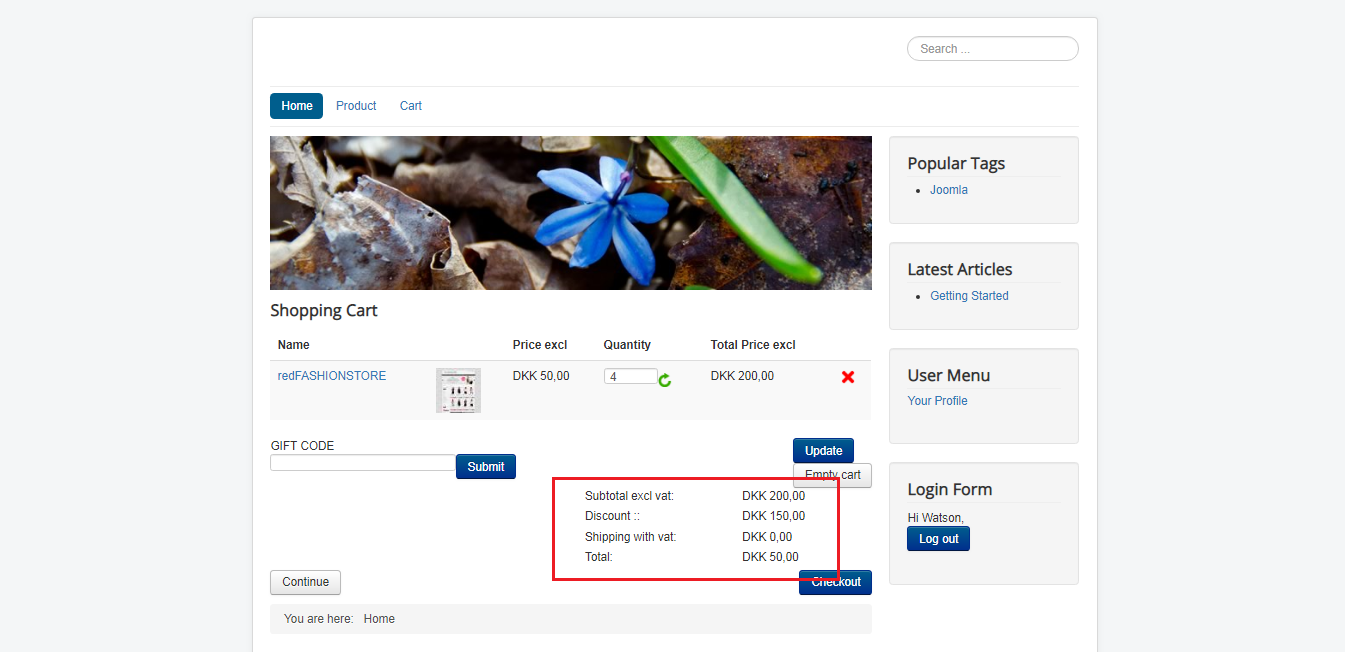 Search ...
Home Product Cart
Shopping Cart
Name Price excl Quantity Total Price excl
redFASHIONSTORE DKK 50,00 4 DKK 200,00
GIFT CODE
Submit
Update
Empty cart
Subtotal excl vat: DKK 200,00
Discount :: DKK 150,00
Shipping with vat: DKK 0,00
Total: DKK 50,00
Continue Checkout
You are here: Home
Popular Tags
Joomla
Latest Articles
Getting Started
User Menu
Your Profile
Login Form
Hi Watson,
Log out